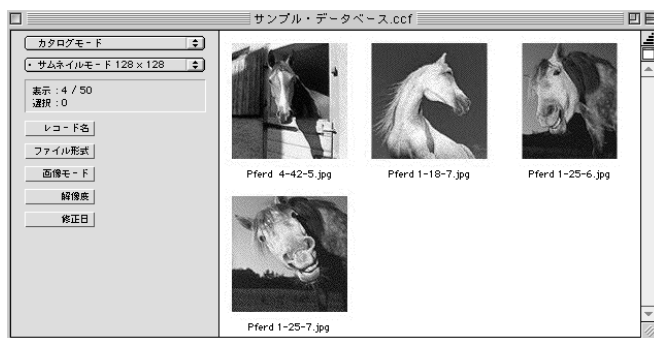 サンプル・データベース.ccf
カタログモード
・ サムネイルモード 128 × 128
表示 : 4 / 50
選択 : 0
レコード名
ファイル形式
画像モード
解像度
修正日
Pferd 4-42-5.jpg
Pferd 1-18-7.jpg
Pferd 1-25-6.jpg
Pferd 1-25-7.jpg